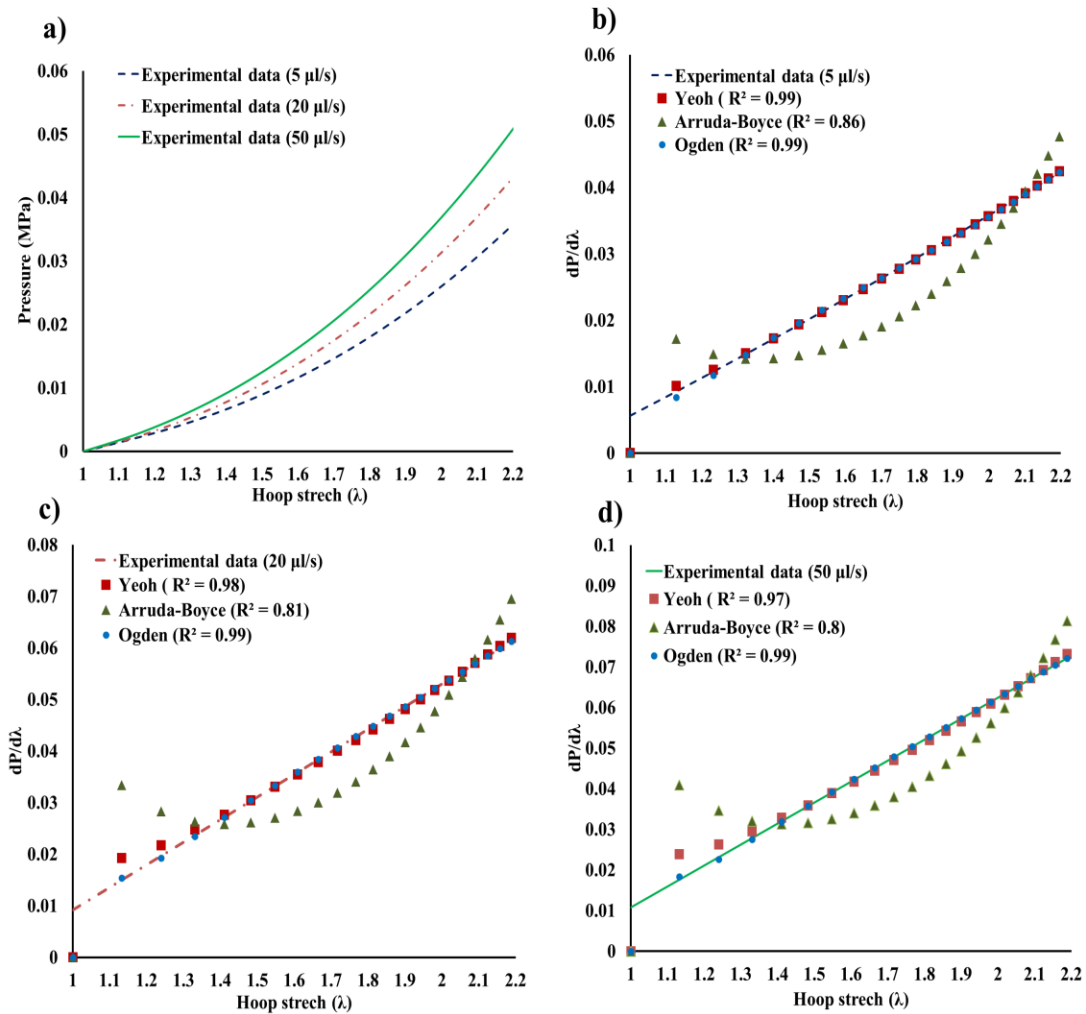 a)
0.06
0.05
0.04
0.03
0.02
0.01
0
Pressure (MPa)
Experimental data (5 µl/s)
Experimental data (20 µl/s)
Experimental data (50 µl/s)
1 1.1 1.2 1.3 1.4 1.5 1.6 1.7 1.8 1.9 2 2.1 2.2
Hoop strech (λ)
b)
0.06
0.05
0.04
0.03
0.02
0.01
0
dP/dλ
Experimental data (5 µl/s)
Yeoh ( R² = 0.99)
Arruda-Boyce (R² = 0.86)
Ogden (R² = 0.99)
1 1.1 1.2 1.3 1.4 1.5 1.6 1.7 1.8 1.9 2 2.1 2.2
Hoop strech (λ)
c)
0.08
0.07
0.06
0.05
0.04
0.03
0.02
0.01
0
dP/dλ
Experimental data (20 µl/s)
Yeoh ( R² = 0.98)
Arruda-Boyce (R² = 0.81)
Ogden (R² = 0.99)
1 1.1 1.2 1.3 1.4 1.5 1.6 1.7 1.8 1.9 2 2.1 2.2
Hoop strech (λ)
d)
0.1
0.09
0.08
0.07
0.06
0.05
0.04
0.03
0.02
0.01
0
dP/dλ
Experimental data (50 µl/s)
Yeoh ( R² = 0.97)
Arruda-Boyce (R² = 0.8)
Ogden (R² = 0.99)
1 1.1 1.2 1.3 1.4 1.5 1.6 1.7 1.8 1.9 2 2.1 2.2
Hoop strech (λ)